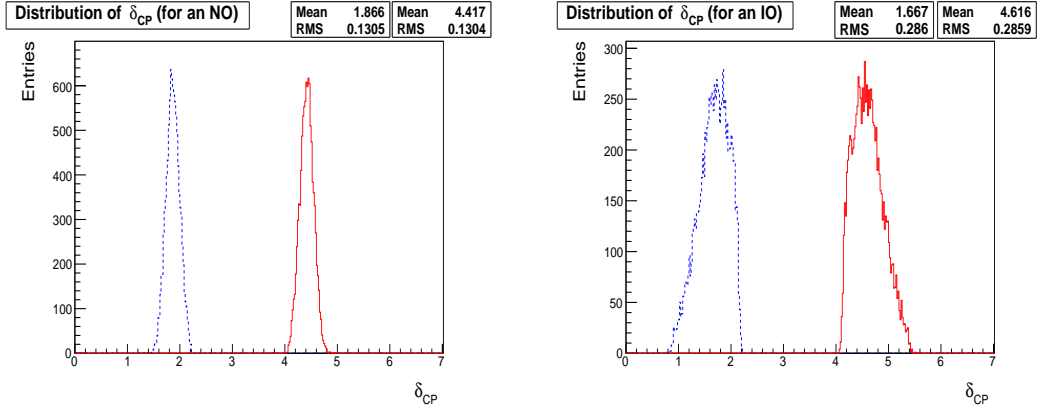 Distribution of δCP (for an NO)
Mean 1.866
RMS 0.1305
Mean 4.417
RMS 0.1304
Entries
600
500
400
300
200
100
0
0 1 2 3 4 5 6 7
δCP
Distribution of δCP (for an IO)
Mean 1.667
RMS 0.286
Mean 4.616
RMS 0.2859
Entries
300
250
200
150
100
50
0
0 1 2 3 4 5 6 7
δCP